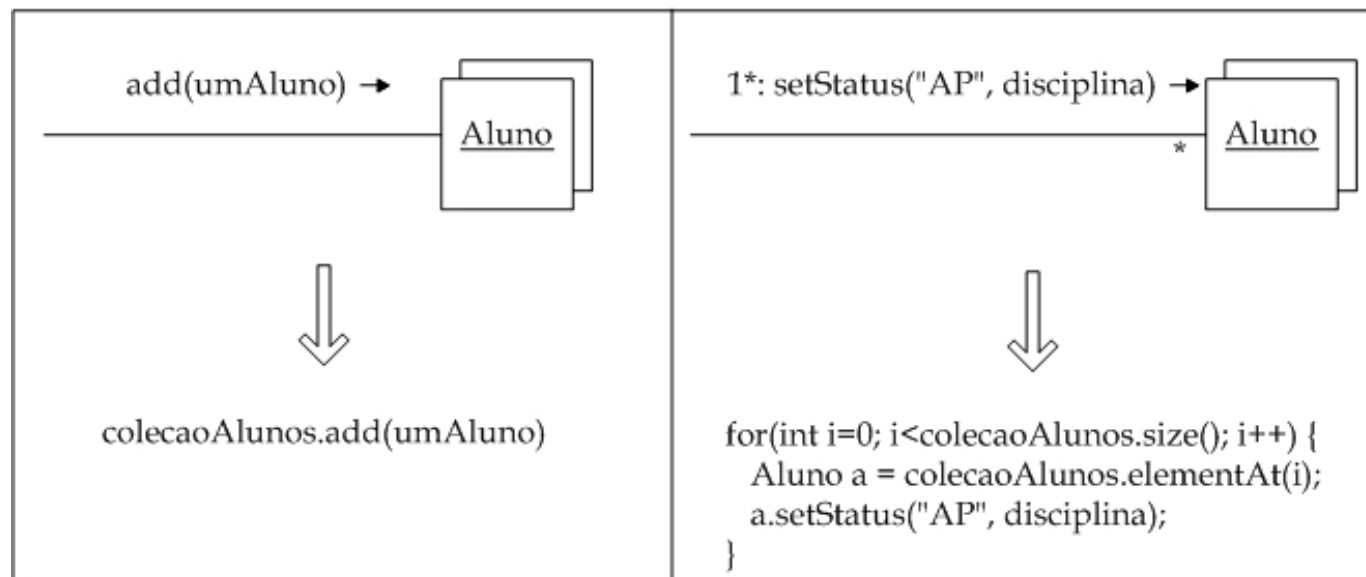 add(umAluno)
Aluno
colecaoAlunos.add(umAluno)
1*: setStatus("AP", disciplina)
*
Aluno
for(int i=0; i<colecaoAlunos.size(); i++) {
Aluno a = colecaoAlunos.elementAt(i);
a.setStatus("AP", disciplina);
}